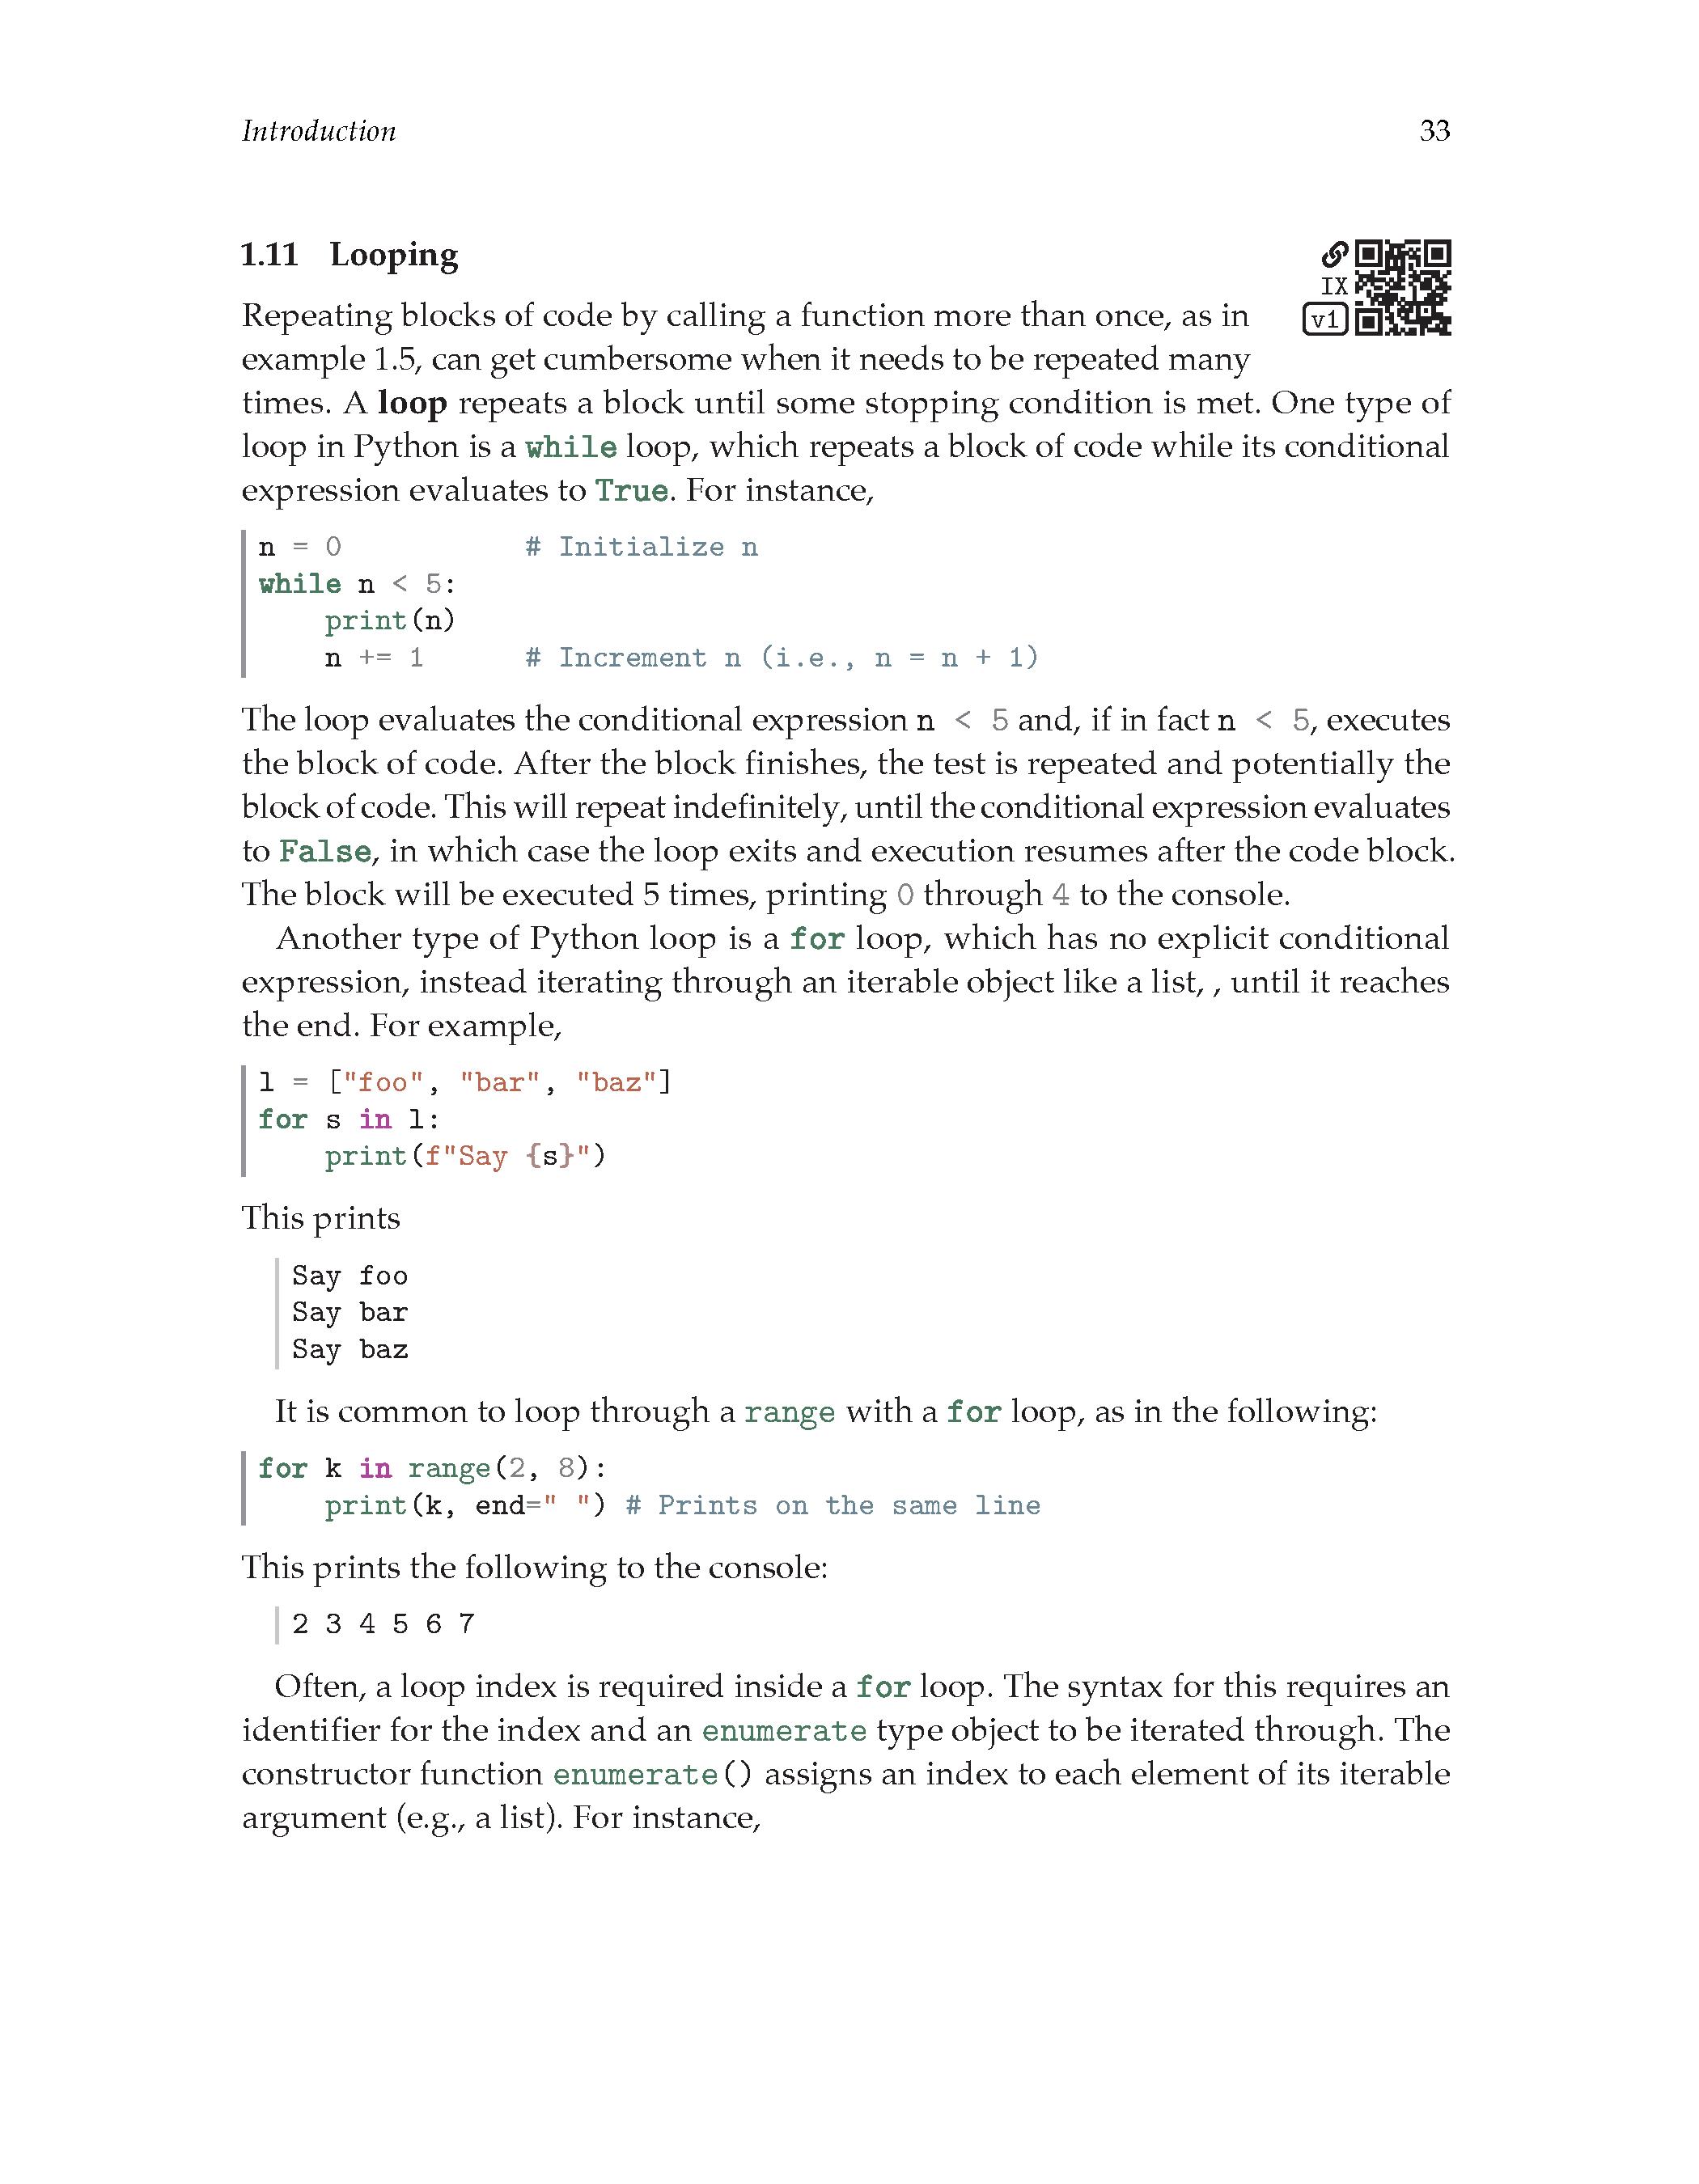 Introduction 33
1.11 Looping
IX
v1
Repeating blocks of code by calling a function more than once, as in
example 1.5, can get cumbersome when it needs to be repeated many
times. A loop repeats a block until some stopping condition is met. One type of
loop in Python is a while loop, which repeats a block of code while its conditional
expression evaluates to True. For instance,
n = 0 # Initialize n
while n < 5:
    print(n)
    n += 1 # Increment n (i.e., n = n + 1)
The loop evaluates the conditional expression n < 5 and, if in fact n < 5, executes
the block of code. After the block finishes, the test is repeated and potentially the
block of code. This will repeat indefinitely, until the conditional expression evaluates
to False, in which case the loop exits and execution resumes after the code block.
The block will be executed 5 times, printing 0 through 4 to the console.
Another type of Python loop is a for loop, which has no explicit conditional
expression, instead iterating through an iterable object like a list, , until it reaches
the end. For example,
l = ["foo", "bar", "baz"]
for s in l:
    print(f"Say {s}")
This prints
Say foo
Say bar
Say baz
It is common to loop through a range with a for loop, as in the following:
for k in range(2, 8):
    print(k, end=" ") # Prints on the same line
This prints the following to the console:
2 3 4 5 6 7
Often, a loop index is required inside a for loop. The syntax for this requires an
identifier for the index and an enumerate type object to be iterated through. The
constructor function enumerate() assigns an index to each element of its iterable
argument (e.g., a list). For instance,